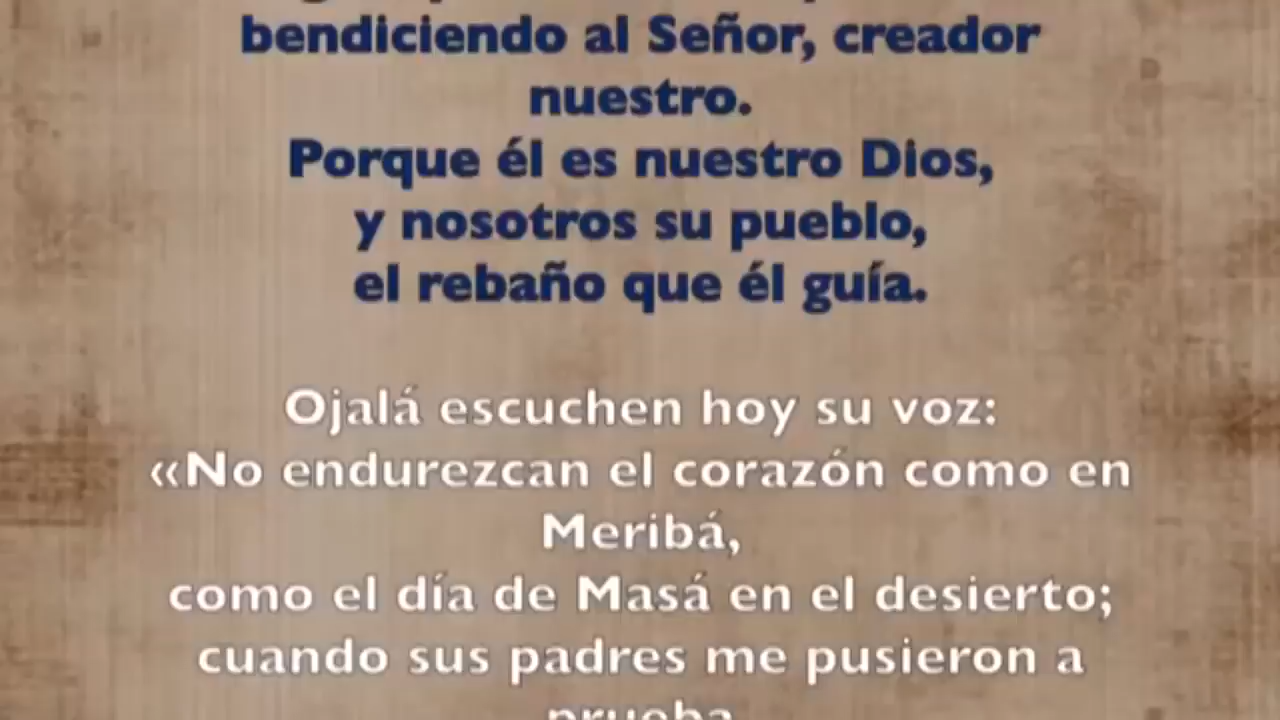 bendiciendo al Señor, creador
nuestro.
Porque él es nuestro Dios,
y nosotros su pueblo,
el rebaño que él guía.
Ojalá escuchen hoy su voz:
«No endurezcan el corazón como en
Meribá,
como el día de Masá en el desierto;
cuando sus padres me pusieron a
prueba